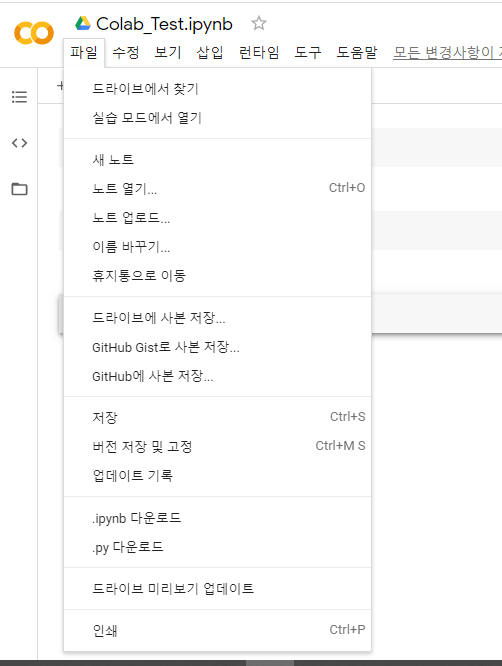 Colab_Test.ipynb
파일 수정 보기 삽입 런타임 도구 도움말 모든 변경사항이
드라이브에서 찾기
실습 모드에서 열기
새 노트
노트 열기... Ctrl+O
노트 업로드...
이름 바꾸기...
휴지통으로 이동
드라이브에 사본 저장...
GitHub Gist로 사본 저장...
GitHub에 사본 저장...
저장 Ctrl+S
버전 저장 및 고정 Ctrl+M S
업데이트 기록
.ipynb 다운로드
.py 다운로드
드라이브 미리보기 업데이트
인쇄 Ctrl+P